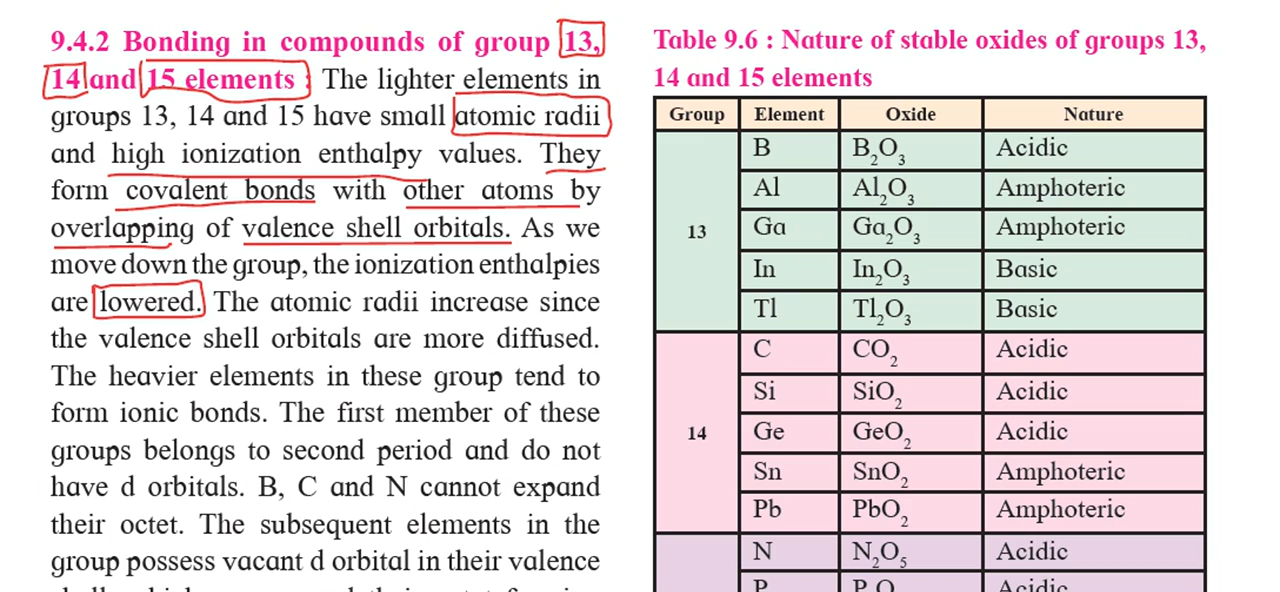 9.4.2 Bonding in compounds of group 13,
14 and 15 elements : The lighter elements in
groups 13, 14 and 15 have small atomic radii
and high ionization enthalpy values. They
form covalent bonds with other atoms by
overlapping of valence shell orbitals. As we
move down the group, the ionization enthalpies
are lowered. The atomic radii increase since
the valence shell orbitals are more diffused.
The heavier elements in these group tend to
form ionic bonds. The first member of these
groups belongs to second period and do not
have d orbitals. B, C and N cannot expand
their octet. The subsequent elements in the
group possess vacant d orbital in their valence
Table 9.6 : Nature of stable oxides of groups 13,
14 and 15 elements
Group Element Oxide Nature
13
B B₂O₃ Acidic
Al Al₂O₃ Amphoteric
Ga Ga₂O₃ Amphoteric
In In₂O₃ Basic
Tl Tl₂O₃ Basic
14
C CO₂ Acidic
Si SiO₂ Acidic
Ge GeO₂ Acidic
Sn SnO₂ Amphoteric
Pb PbO₂ Amphoteric
N N₂O₅ Acidic
P P O Acidic